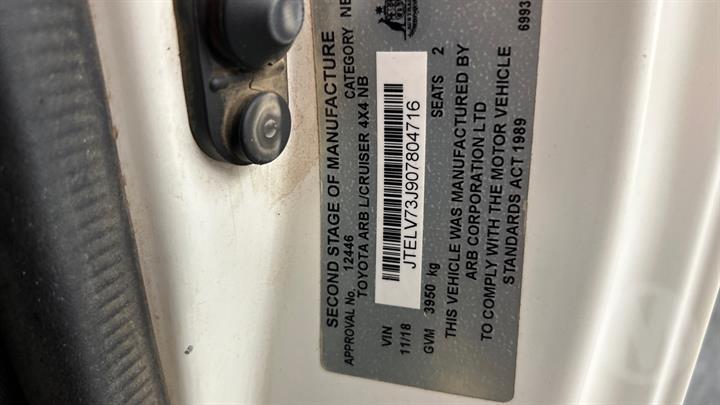 SECOND STAGE OF MANUFACTURE
APPROVAL No. 12446 CATEGORY NB
TOYOTA ARB L/CRUISER 4X4 NB
VIN JTELV73J907804716
11/18 SEATS 2
GVM 3950 kg
THIS VEHICLE WAS MANUFACTURED BY
ARB CORPORATION LTD
TO COMPLY WITH THE MOTOR VEHICLE
STANDARDS ACT 1989
6993